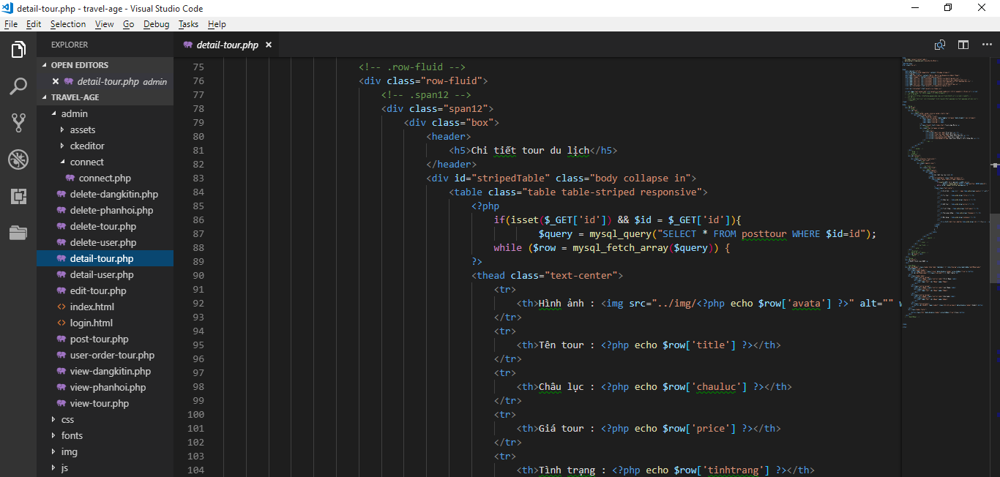 detail-tour.php - travel-age - Visual Studio Code
File Edit Selection View Go Debug Tasks Help
EXPLORER
OPEN EDITORS
detail-tour.php admin
TRAVEL-AGE
admin
assets
ckeditor
connect
connect.php
delete-dangkitin.php
delete-phanhoi.php
delete-tour.php
delete-user.php
detail-tour.php
detail-user.php
edit-tour.php
index.html
login.html
post-tour.php
user-order-tour.php
view-dangkitin.php
view-phanhoi.php
view-tour.php
css
fonts
img
js
detail-tour.php
75 <!-- .row-fluid -->
76 <div class="row-fluid">
77 <!-- .span12 -->
78 <div class="span12">
79 <div class="box">
80 <header>
81 <h5>Chi tiết tour du lịch</h5>
82 </header>
83 <div id="stripedTable" class="body collapse in">
84 <table class="table table-striped responsive">
85 <?php
86 if(isset($_GET['id']) && $id = $_GET['id']){
87 $query = mysql_query("SELECT * FROM posttour WHERE $id=id");
88 while ($row = mysql_fetch_array($query)) {
89 ?>
90 <thead class="text-center">
91 <tr>
92 <th>Hình ảnh : <img src="../img/<?php echo $row['avata'] ?>" alt=""
93 </tr>
94 <tr>
95 <th>Tên tour : <?php echo $row['title'] ?></th>
96 </tr>
97 <tr>
98 <th>Châu lục : <?php echo $row['chauluc'] ?></th>
99 </tr>
100 <tr>
101 <th>Giá tour : <?php echo $row['price'] ?></th>
102 </tr>
103 <tr>
104 <th>Tình trạng : <?php echo $row['tinhtrang'] ?></th>